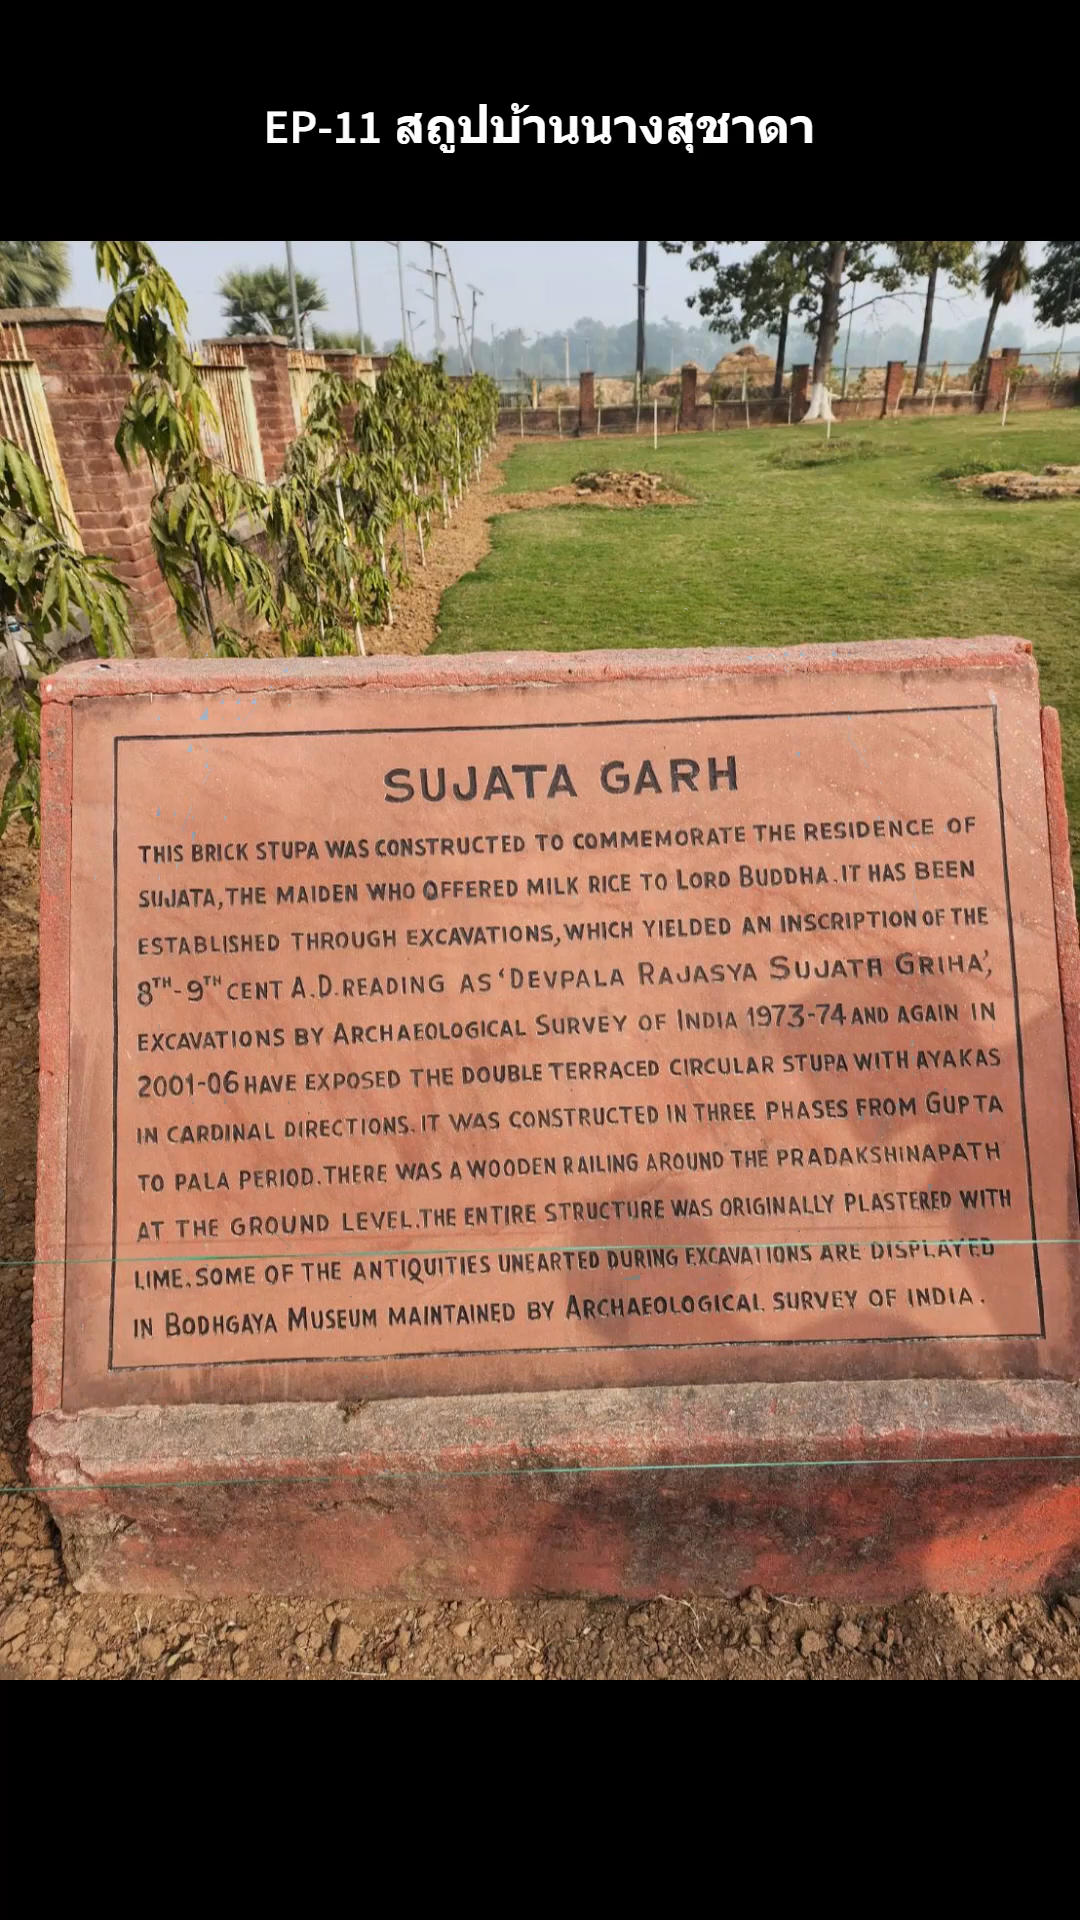 EP-11 สถูปบ้านนางสุชาดา
SUJATA GARH
THIS BRICK STUPA WAS CONSTRUCTED TO COMMEMORATE THE RESIDENCE OF
SUJATA, THE MAIDEN WHO OFFERED MILK RICE TO LORD BUDDHA. IT HAS BEEN
ESTABLISHED THROUGH EXCAVATIONS, WHICH YIELDED AN INSCRIPTION OF THE
8TH-9TH CENT A.D. READING AS 'DEVPALA RAJASYA SUJATA GRIHA',
EXCAVATIONS BY ARCHAEOLOGICAL SURVEY OF INDIA 1973-74 AND AGAIN IN
2001-06 HAVE EXPOSED THE DOUBLE TERRACED CIRCULAR STUPA WITH AYAKAS
IN CARDINAL DIRECTIONS. IT WAS CONSTRUCTED IN THREE PHASES FROM GUPTA
TO PALA PERIOD. THERE WAS A WOODEN RAILING AROUND THE PRADAKSHINAPATH
AT THE GROUND LEVEL. THE ENTIRE STRUCTURE WAS ORIGINALLY PLASTERED WITH
LIME. SOME OF THE ANTIQUITIES UNEARTED DURING EXCAVATIONS ARE DISPLAYED
IN BODHGAYA MUSEUM MAINTAINED BY ARCHAEOLOGICAL SURVEY OF INDIA.